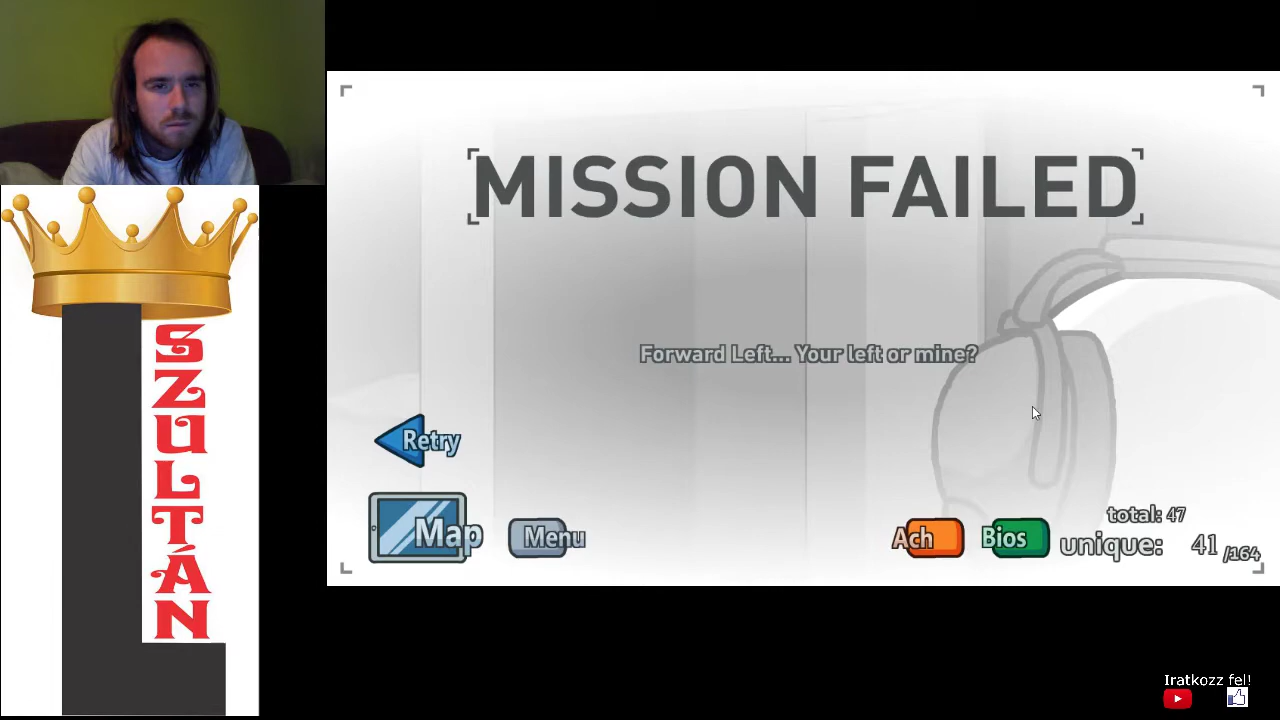 MISSION FAILED
Forward Left... Your left or mine?
Retry
Map
Menu
Ach
Bios
total: 47
unique: 41 /164
L SZULTÁN
Iratkozz fel!